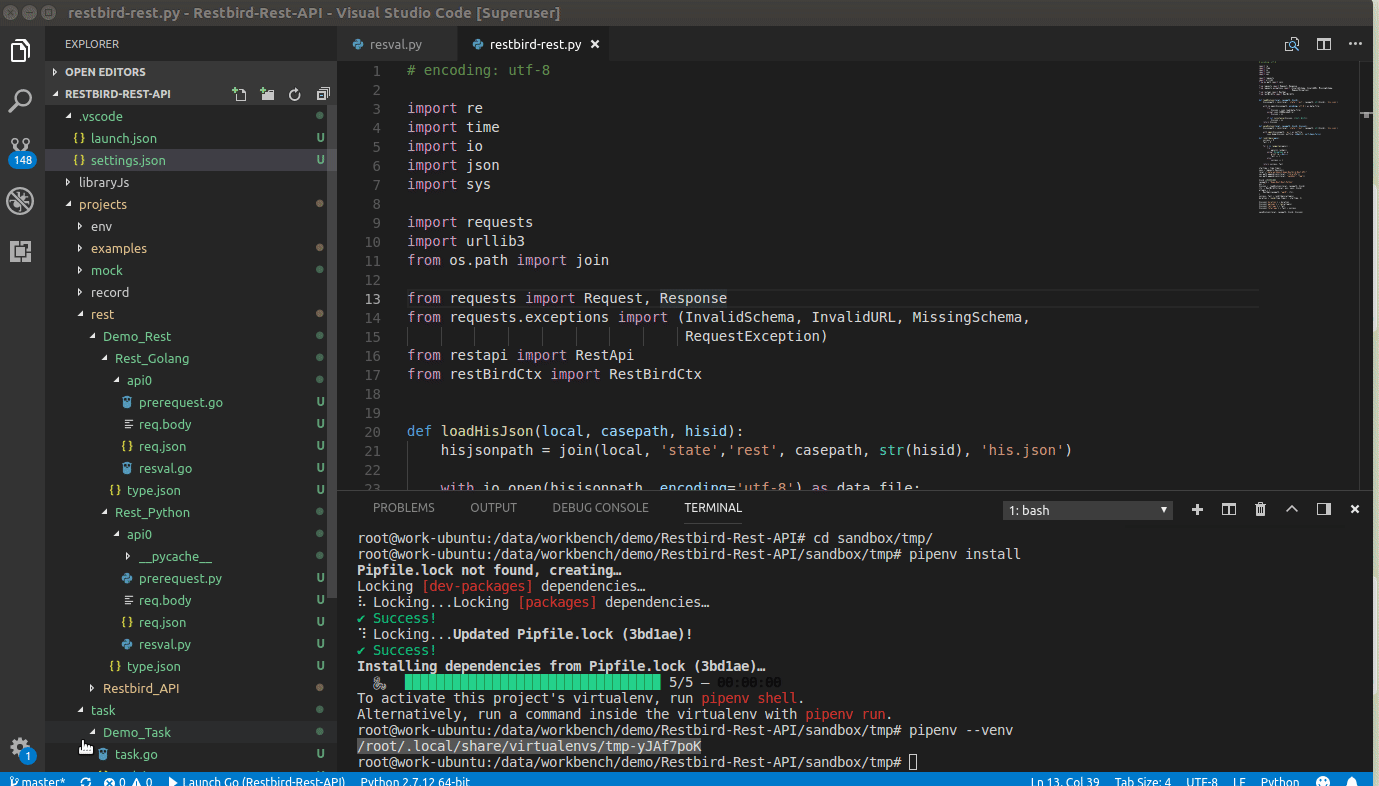 restbird-rest.py - Restbird-Rest-API - Visual Studio Code [Superuser]
EXPLORER
OPEN EDITORS
RESTBIRD-REST-API
.vscode
{ } launch.json U
{ } settings.json U
148
libraryJs
projects
env
examples
mock
record
rest
Demo_Rest
Rest_Golang
api0
prerequest.go U
req.body U
{ } req.json U
resval.go U
{ } type.json U
Rest_Python
api0
__pycache__
prerequest.py U
req.body U
{ } req.json U
resval.py U
{ } type.json U
Restbird_API
task
Demo_Task
task.go U
1
resval.py restbird-rest.py
1 # encoding: utf-8
2
3 import re
4 import time
5 import io
6 import json
7 import sys
8
9 import requests
10 import urllib3
11 from os.path import join
12
13 from requests import Request, Response
14 from requests.exceptions import (InvalidSchema, InvalidURL, MissingSchema,
15 RequestException)
16 from restapi import RestApi
17 from restBirdCtx import RestBirdCtx
18
19
20 def loadHisJson(local, casepath, hisid):
21 hisjsonpath = join(local, 'state','rest', casepath, str(hisid), 'his.json')
22
23 with io.open(hisjsonpath, encoding='utf-8') as data_file:
PROBLEMS OUTPUT DEBUG CONSOLE TERMINAL 1: bash
root@work-ubuntu:/data/workbench/demo/Restbird-Rest-API# cd sandbox/tmp/
root@work-ubuntu:/data/workbench/demo/Restbird-Rest-API/sandbox/tmp# pipenv install
Pipfile.lock not found, creating…
Locking [dev-packages] dependencies…
⠧ Locking...Locking [packages] dependencies…
✔ Success!
⠹ Locking...Updated Pipfile.lock (3bd1ae)!
✔ Success!
Installing dependencies from Pipfile.lock (3bd1ae)…
5/5 — 00:00:00
To activate this project's virtualenv, run pipenv shell.
Alternatively, run a command inside the virtualenv with pipenv run.
root@work-ubuntu:/data/workbench/demo/Restbird-Rest-API/sandbox/tmp# pipenv --venv
/root/.local/share/virtualenvs/tmp-yJAf7poK
root@work-ubuntu:/data/workbench/demo/Restbird-Rest-API/sandbox/tmp#
master* 0 0 Launch Go (Restbird-Rest-API) Python 2.7.12 64-bit Ln 13, Col 39 Tab Size: 4 UTF-8 LF Python